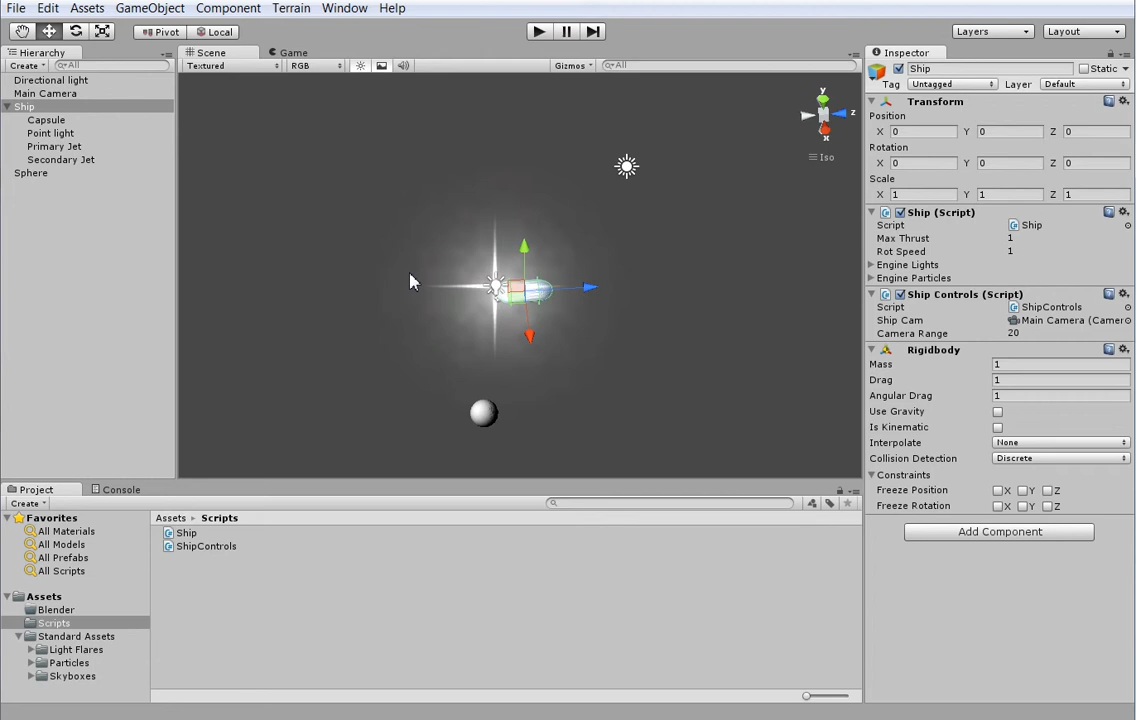 File Edit Assets GameObject Component Terrain Window Help
Pivot Local Layers Layout
Hierarchy
Create All
Directional light
Main Camera
Ship
Capsule
Point light
Primary Jet
Secondary Jet
Sphere
Scene Game
Textured RGB Gizmos All
y
z
x
Iso
Inspector
Ship Static
Tag Untagged Layer Default
Transform
Position
X 0 Y 0 Z 0
Rotation
X 0 Y 0 Z 0
Scale
X 1 Y 1 Z 1
Ship (Script)
Script Ship
Max Thrust 1
Rot Speed 1
Engine Lights
Engine Particles
Ship Controls (Script)
Script ShipControls
Ship Cam Main Camera (Camer
Camera Range 20
Rigidbody
Mass 1
Drag 1
Angular Drag 1
Use Gravity
Is Kinematic
Interpolate None
Collision Detection Discrete
Constraints
Freeze Position X Y Z
Freeze Rotation X Y Z
Add Component
Project Console
Create
Favorites
All Materials
All Models
All Prefabs
All Scripts
Assets
Blender
Scripts
Standard Assets
Light Flares
Particles
Skyboxes
Assets Scripts
Ship
ShipControls